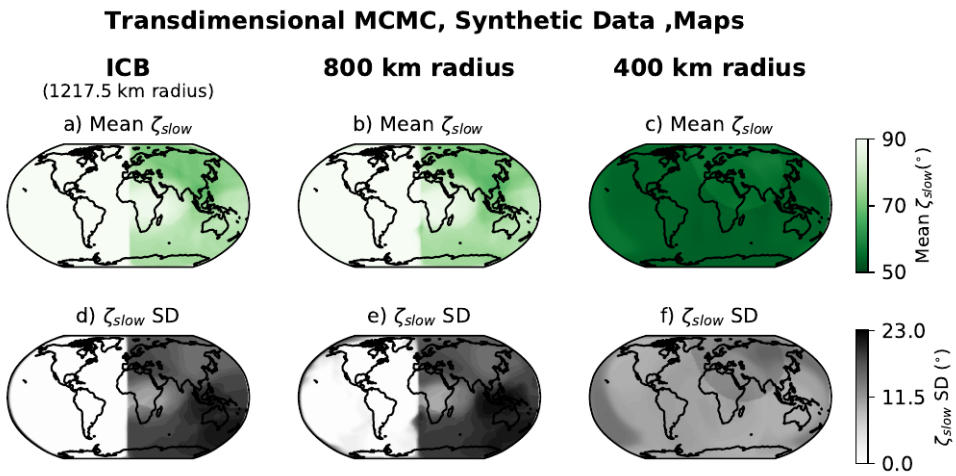 Transdimensional MCMC, Synthetic Data ,Maps
ICB
(1217.5 km radius)
800 km radius
400 km radius
a) Mean ζslow
b) Mean ζslow
c) Mean ζslow
90
70
50
Mean ζslow(°)
d) ζslow SD
e) ζslow SD
f) ζslow SD
23.0
11.5
0.0
ζslow SD (°)